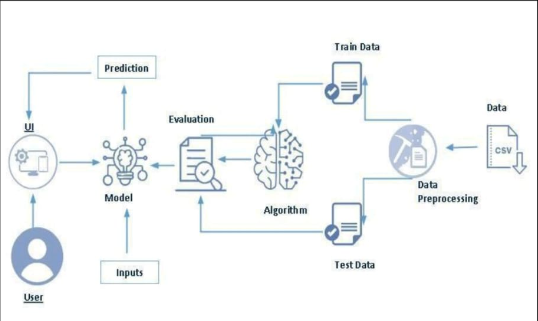 Train Data
Prediction
Data
Evaluation
UI
CSV
Data
Preprocessing
Model
Algorithm
Inputs
Test Data
User